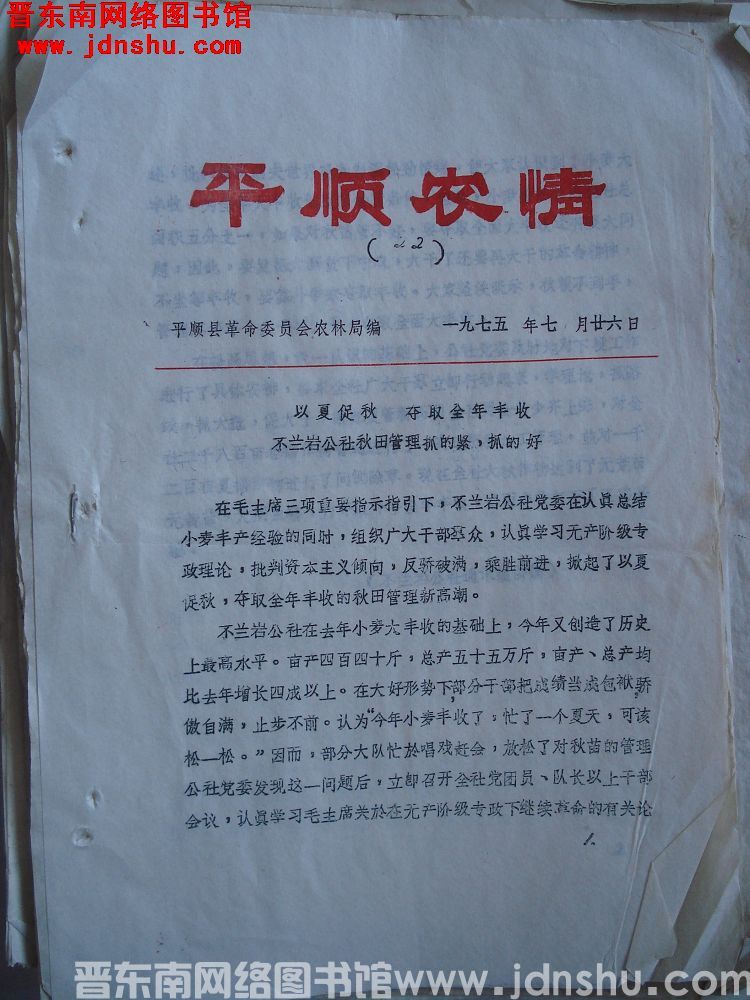 晋东南网络图书馆
www.jdnshu.com
平顺农情
(22)
平顺县革命委员会农林局编 一九七五 年七 月廿六日
以夏促秋 夺取全年丰收
不兰岩公社秋田管理抓的紧,抓的好
在毛主席三项重要指示指引下,不兰岩公社党委在认真总结
小麦丰产经验的同时,组织广大干部群众,认真学习无产阶级专
政理论,批判资本主义倾向,反骄破满,乘胜前进,掀起了以夏
促秋,夺取全年丰收的秋田管理新高潮。
不兰岩公社在去年小麦大丰收的基础上,今年又创造了历史
上最高水平。亩产四百四十斤,总产五十五万斤,亩产、总产均
比去年增长四成以上。在大好形势下,部分干部把成绩当成包袱,骄
傲自满,止步不前。认为“今年小麦丰收了,忙了一个夏天,可该
松一松。”因而,部分大队忙於唱戏赶会,放松了对秋苗的管理
公社党委发现这一问题后,立即召开全社党团员、队长以上干部
会议,认真学习毛主席关於在无产阶级专政下继续革命的有关论
1.
晋东南网络图书馆www.jdnshu.com